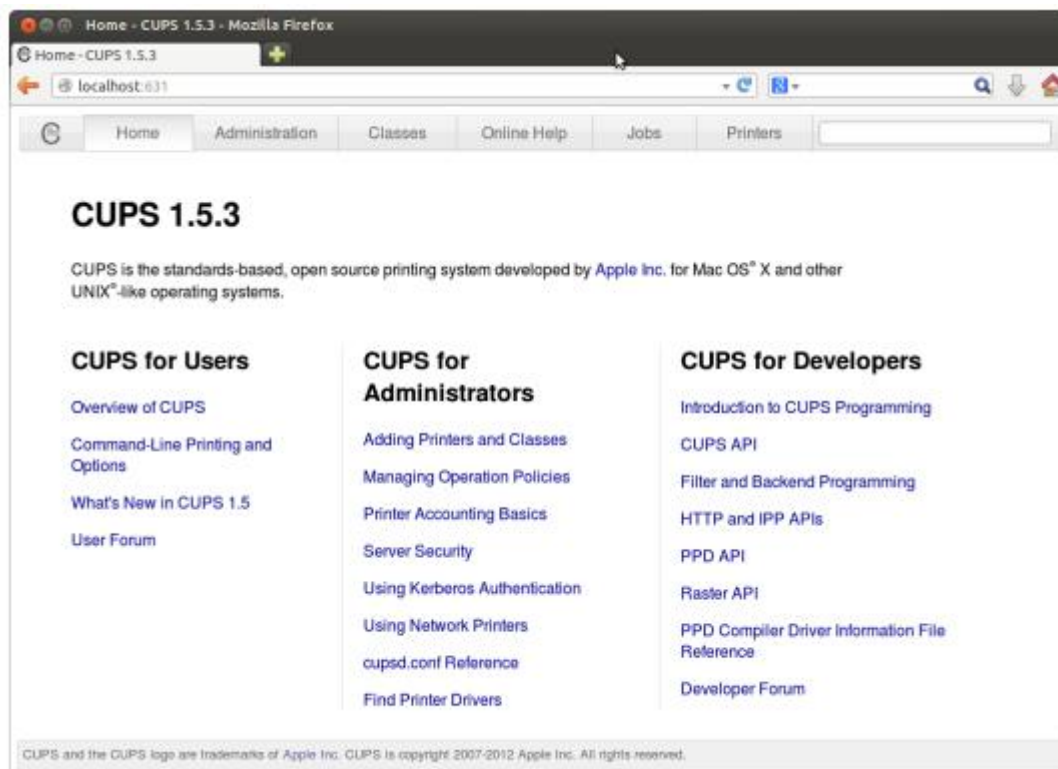 Home - CUPS 1.5.3 - Mozilla Firefox
Home - CUPS 1.5.3
localhost:631
Home Administration Classes Online Help Jobs Printers
CUPS 1.5.3
CUPS is the standards-based, open source printing system developed by Apple Inc. for Mac OS® X and other
UNIX®-like operating systems.
CUPS for Users
Overview of CUPS
Command-Line Printing and
Options
What's New in CUPS 1.5
User Forum
CUPS for
Administrators
Adding Printers and Classes
Managing Operation Policies
Printer Accounting Basics
Server Security
Using Kerberos Authentication
Using Network Printers
cupsd.conf Reference
Find Printer Drivers
CUPS for Developers
Introduction to CUPS Programming
CUPS API
Filter and Backend Programming
HTTP and IPP APIs
PPD API
Raster API
PPD Compiler Driver Information File
Reference
Developer Forum
CUPS and the CUPS logo are trademarks of Apple Inc. CUPS is copyright 2007-2012 Apple Inc. All rights reserved.